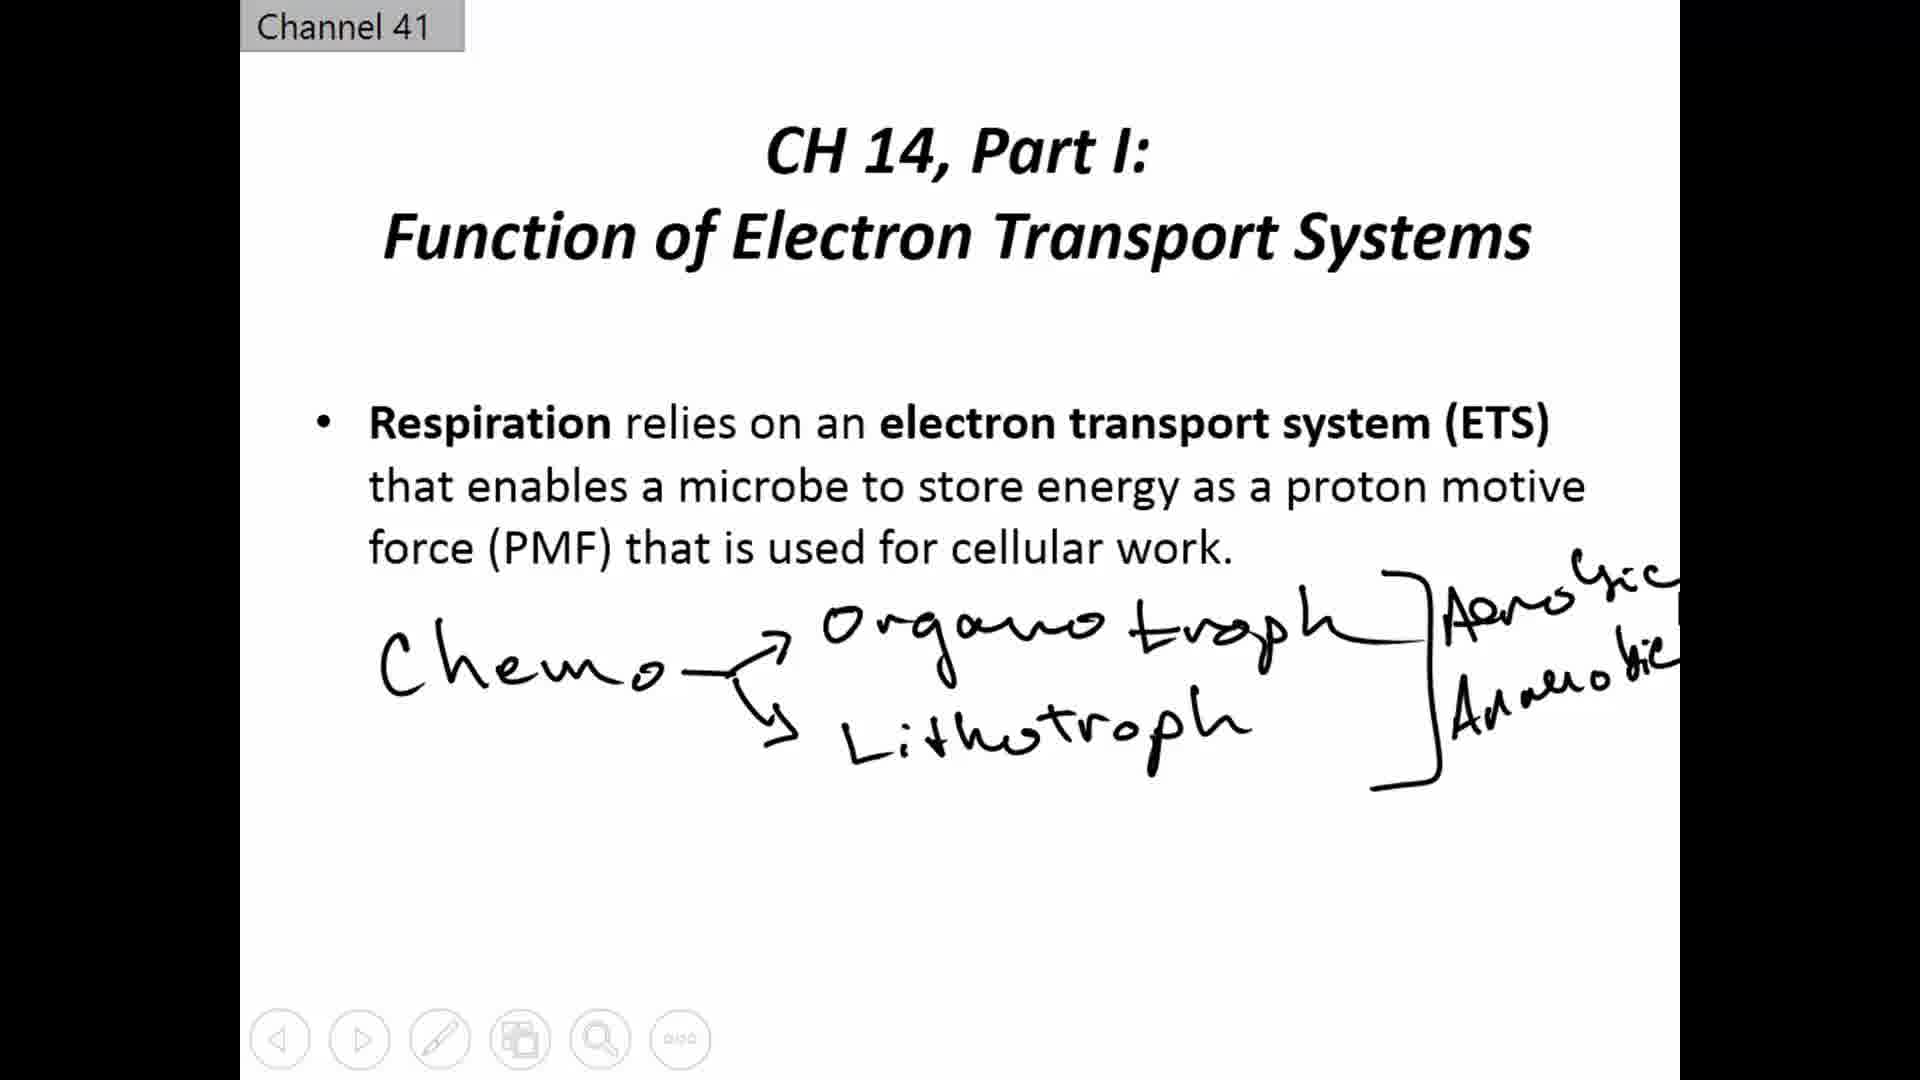 Channel 41
CH 14, Part I:
Function of Electron Transport Systems
• Respiration relies on an electron transport system (ETS)
that enables a microbe to store energy as a proton motive
force (PMF) that is used for cellular work.
Chemo
Organotroph
Lithotroph
Aerobic
Anaerobic